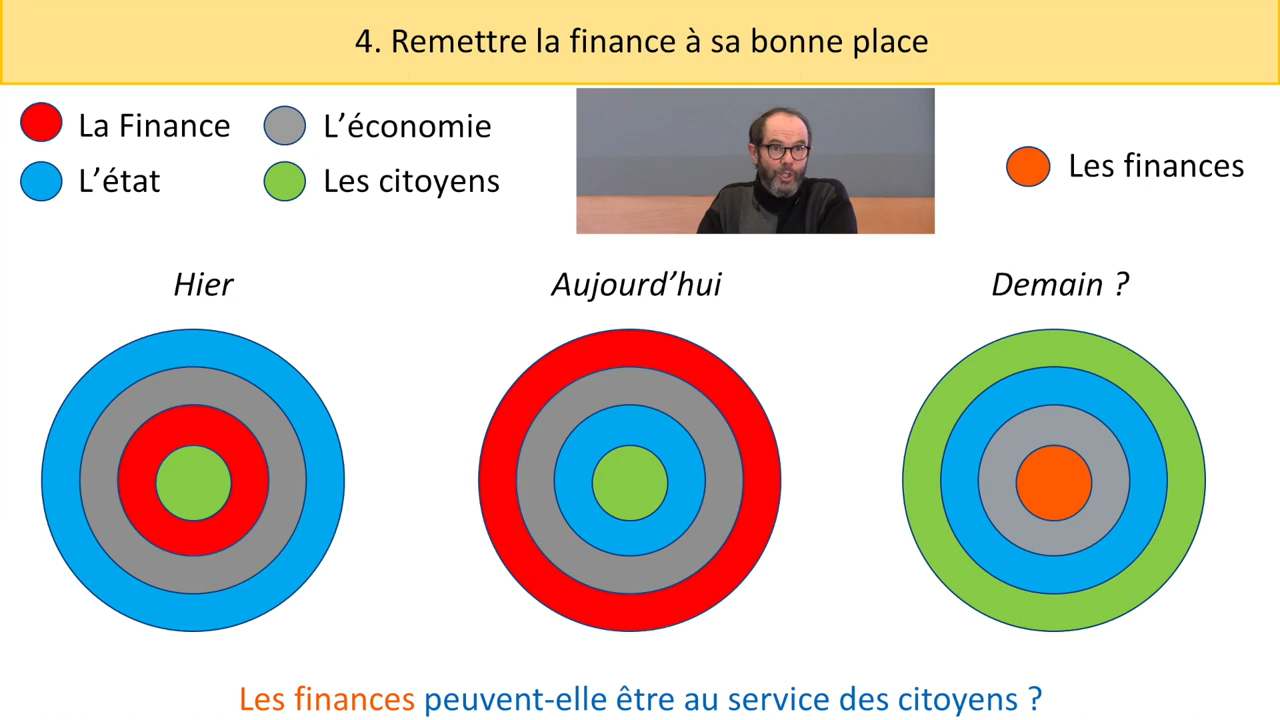 4. Remettre la finance à sa bonne place
La Finance
L'économie
L'état
Les citoyens
Les finances
Hier
Aujourd'hui
Demain ?
Les finances peuvent-elle être au service des citoyens ?